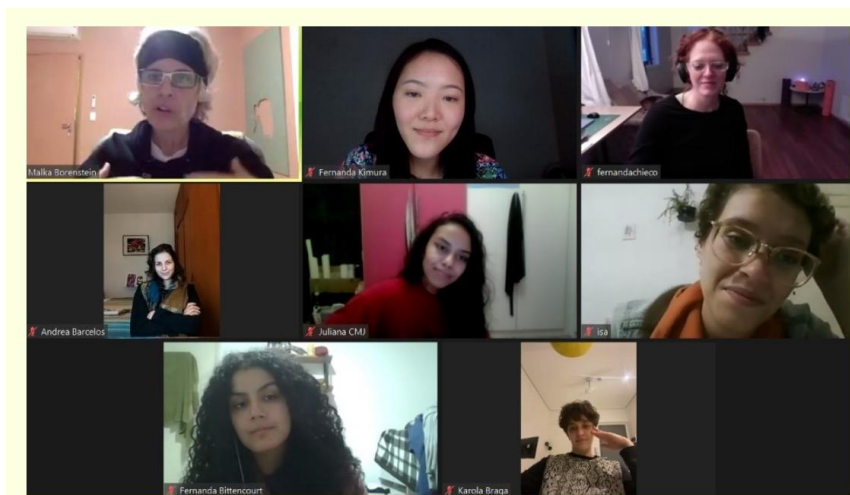 Malka Borenstein
Fernanda Kimura
fernandachieco
Andrea Barcelos
Juliana CMJ
isa
Fernanda Bittencourt
Karola Braga